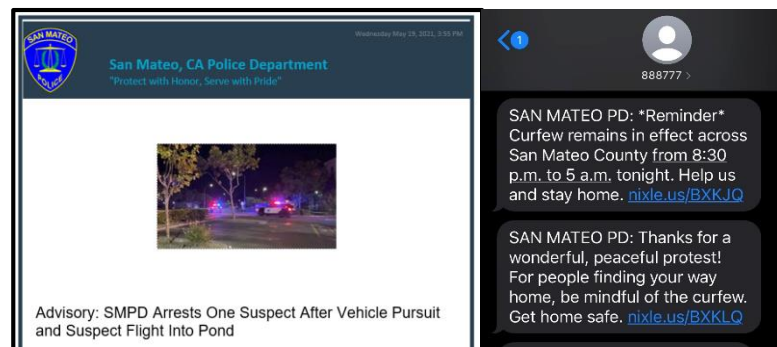 Wednesday May 19, 2021, 3:55 PM
SAN MATEO
POLICE
San Mateo, CA Police Department
"Protect with Honor, Serve with Pride"
Advisory: SMPD Arrests One Suspect After Vehicle Pursuit
and Suspect Flight Into Pond
1
888777 >
SAN MATEO PD: *Reminder*
Curfew remains in effect across
San Mateo County from 8:30
p.m. to 5 a.m. tonight. Help us
and stay home. nixle.us/BXKJQ
SAN MATEO PD: Thanks for a
wonderful, peaceful protest!
For people finding your way
home, be mindful of the curfew.
Get home safe. nixle.us/BXKLQ